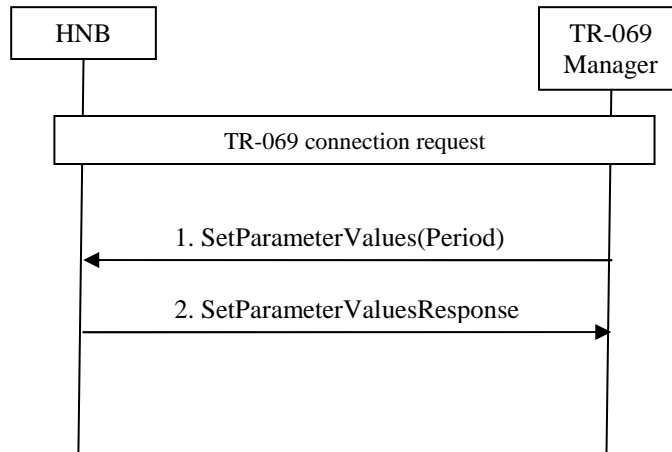 HNB
TR-069
Manager
TR-069 connection request
1. SetParameterValues(Period)
2. SetParameterValuesResponse